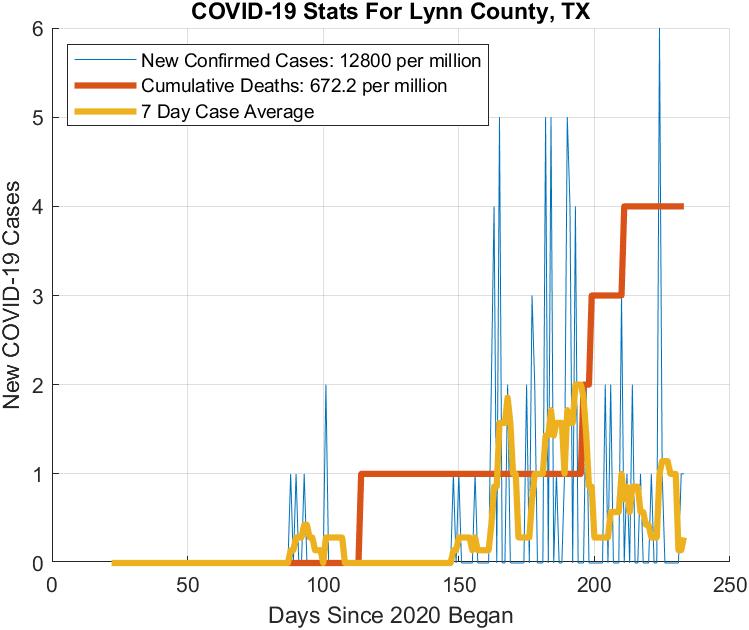 COVID-19 Stats For Lynn County, TX
New Confirmed Cases: 12800 per million
Cumulative Deaths: 672.2 per million
7 Day Case Average
New COVID-19 Cases
6
5
4
3
2
1
0
0 50 100 150 200 250
Days Since 2020 Began